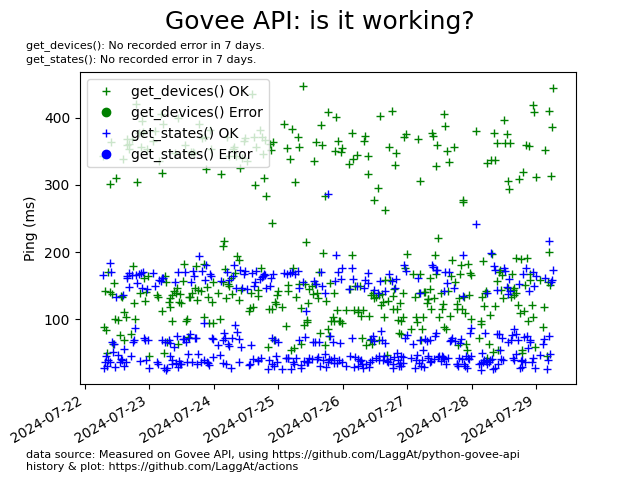 Govee API: is it working?
get_devices(): No recorded error in 7 days.
get_states(): No recorded error in 7 days.
get_devices() OK
get_devices() Error
get_states() OK
get_states() Error
Ping (ms)
400
300
200
100
2024-07-22
2024-07-23
2024-07-24
2024-07-25
2024-07-26
2024-07-27
2024-07-28
2024-07-29
data source: Measured on Govee API, using https://github.com/LaggAt/python-govee-api
history & plot: https://github.com/LaggAt/actions